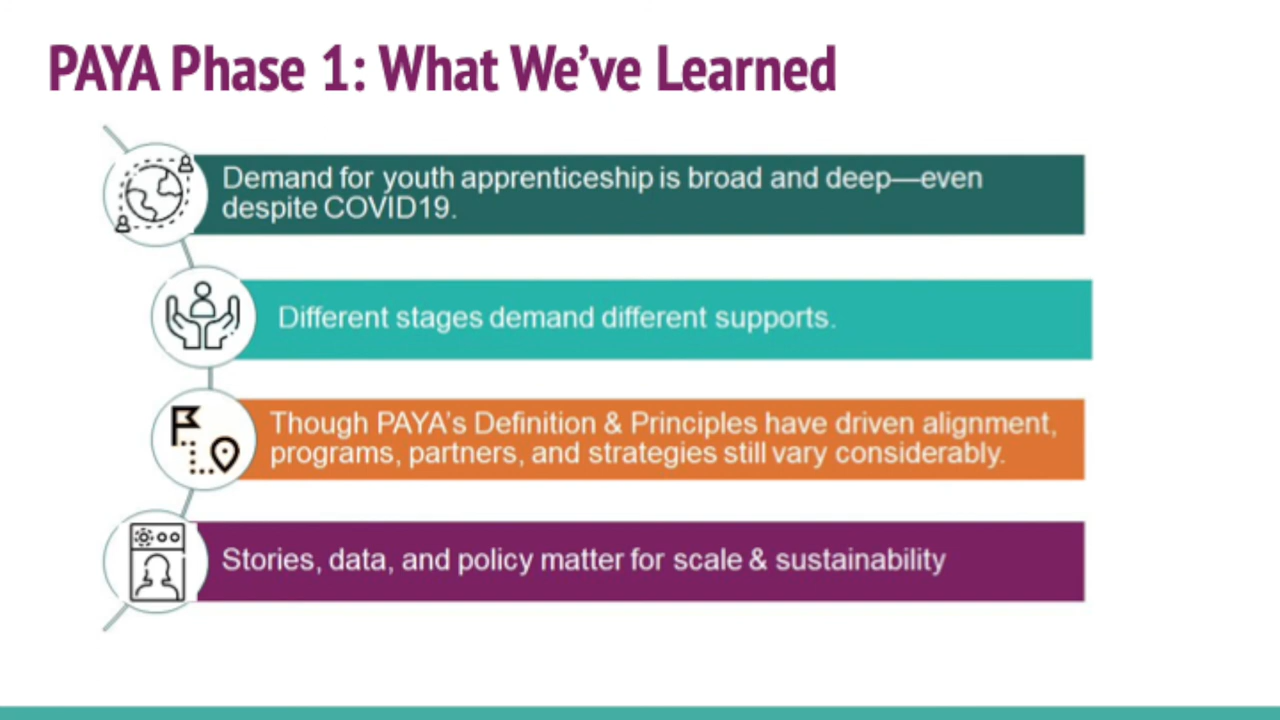 PAYA Phase 1: What We’ve Learned
Demand for youth apprenticeship is broad and deep—even
despite COVID19.
Different stages demand different supports.
Though PAYA’s Definition & Principles have driven alignment,
programs, partners, and strategies still vary considerably.
Stories, data, and policy matter for scale & sustainability